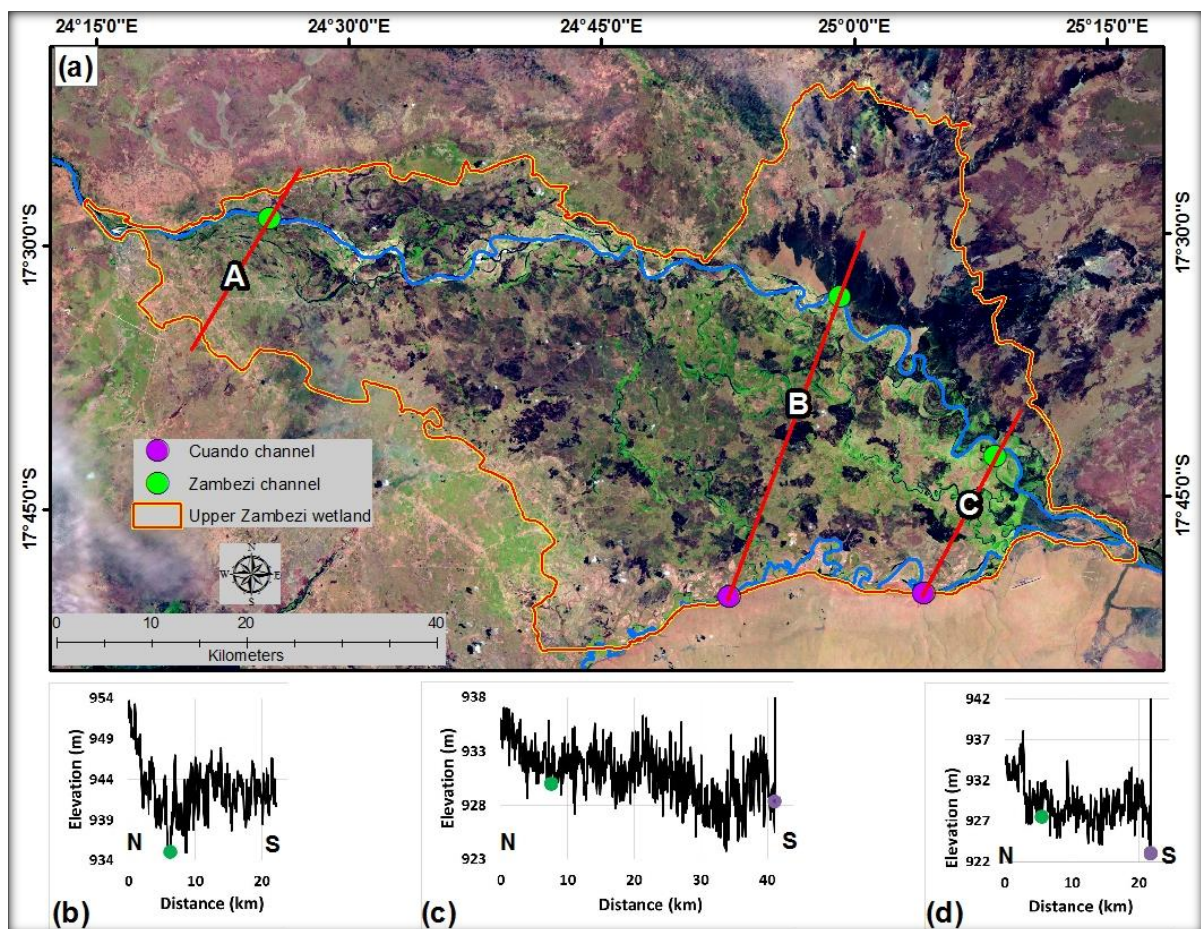 24°15'0"E 24°30'0"E 24°45'0"E 25°0'0"E 25°15'0"E
(a)
17°30'0"S 17°30'0"S
A
B
Cuando channel
Zambezi channel
Upper Zambezi wetland
C
17°45'0"S 17°45'0"S
N
W E
S
0 10 20 40
Kilometers
954
949
944
939
934
Elevation (m)
N S
0 10 20
Distance (km)
(b)
938
933
928
923
Elevation (m)
N S
0 10 20 30 40
Distance (km)
(c)
942
937
932
927
922
Elevation (m)
N S
0 10 20
Distance (km)
(d)